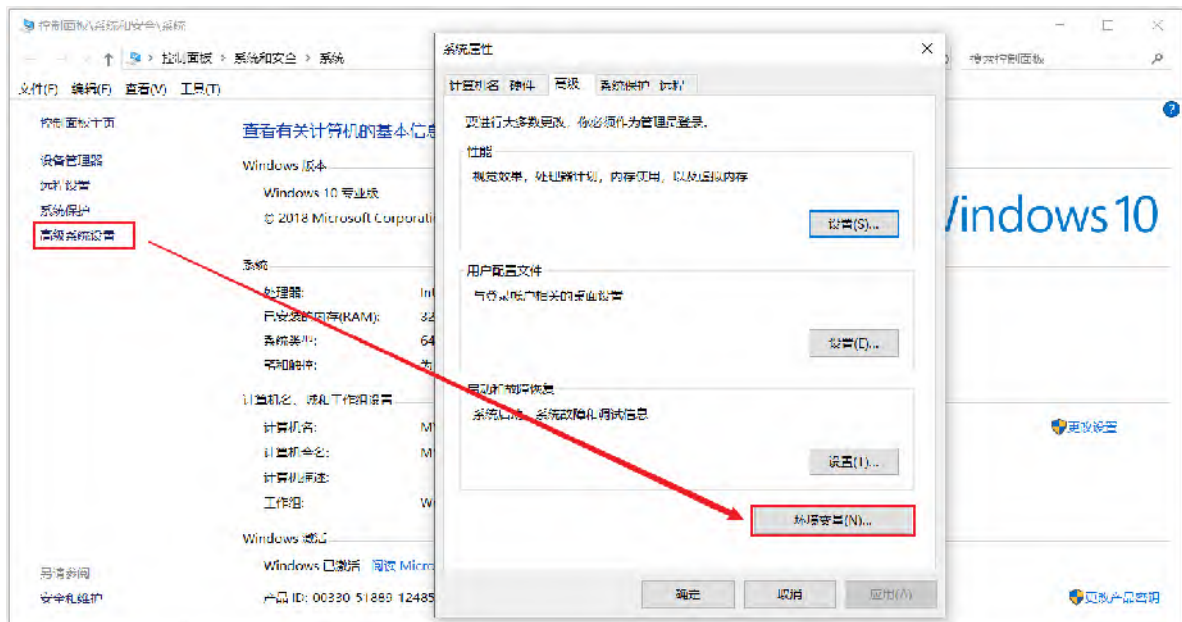 控制面板\系统和安全\系统
控制面板 › 系统和安全 › 系统
搜索控制面板
文件(F) 编辑(E) 查看(V) 工具(T)
控制面板主页
设备管理器
远程设置
系统保护
高级系统设置
另请参阅
安全和维护
查看有关计算机的基本信息
Windows 版本
Windows 10 专业版
© 2018 Microsoft Corporati
系统
处理器: Int
已安装的内存(RAM): 32
系统类型: 64
笔和触控: 为
计算机名、域和工作组设置
计算机名: M
计算机全名: M
计算机描述:
工作组: W
Windows 激活
Windows 已激活 阅读 Micro
产品 ID: 00330-51889-12485
系统属性
计算机名 硬件 高级 系统保护 远程
要进行大多数更改，你必须作为管理员登录。
性能
视觉效果，处理器计划，内存使用，以及虚拟内存
设置(S)...
用户配置文件
与登录帐户相关的桌面设置
设置(E)...
启动和故障恢复
系统启动、系统故障和调试信息
设置(T)...
环境变量(N)...
确定 取消 应用(A)
indows 10
更改设置
更改产品密钥